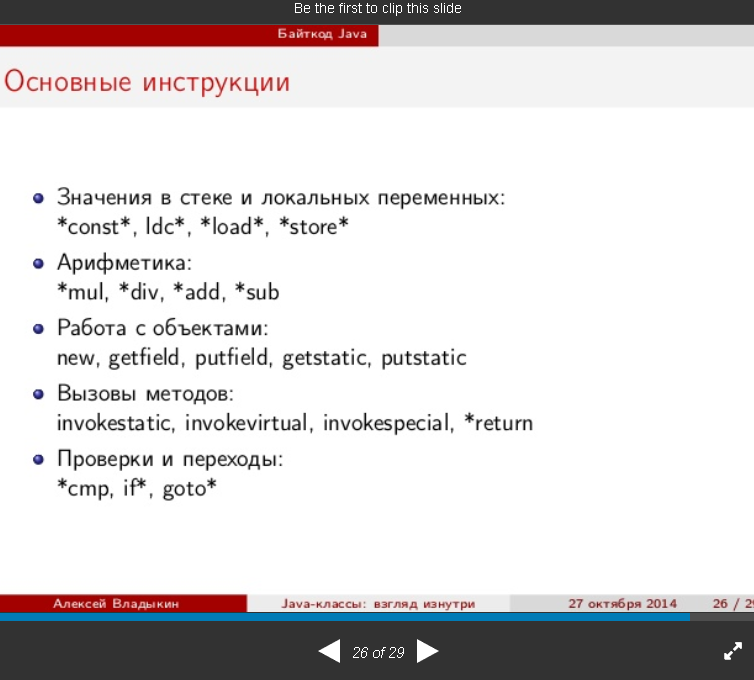 Be the first to clip this slide
Байткод Java
Основные инструкции
Значения в стеке и локальных переменных:
*const*, ldc*, *load*, *store*
Арифметика:
*mul, *div, *add, *sub
Работа с объектами:
new, getfield, putfield, getstatic, putstatic
Вызовы методов:
invokestatic, invokevirtual, invokespecial, *return
Проверки и переходы:
*cmp, if*, goto*
Алексей Владыкин Java-классы: взгляд изнутри 27 октября 2014 26 / 29
26 of 29